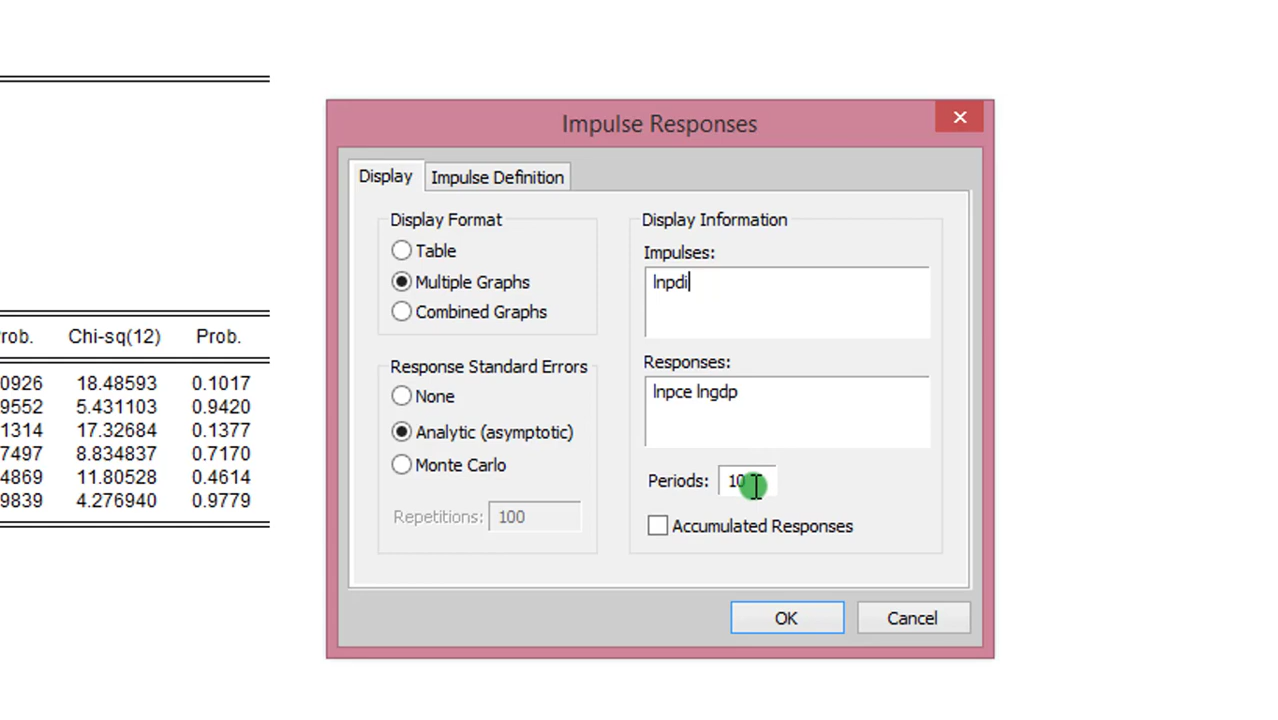 Impulse Responses
Display
Impulse Definition
Display Format
Table
Multiple Graphs
Combined Graphs
Response Standard Errors
None
Analytic (asymptotic)
Monte Carlo
Repetitions: 100
Display Information
Impulses:
lnpdi
Responses:
lnpce lngdp
Periods: 10
Accumulated Responses
OK
Cancel
rob. Chi-sq(12) Prob.
0926 18.48593 0.1017
9552 5.431103 0.9420
1314 17.32684 0.1377
7497 8.834837 0.7170
4869 11.80528 0.4614
9839 4.276940 0.9779